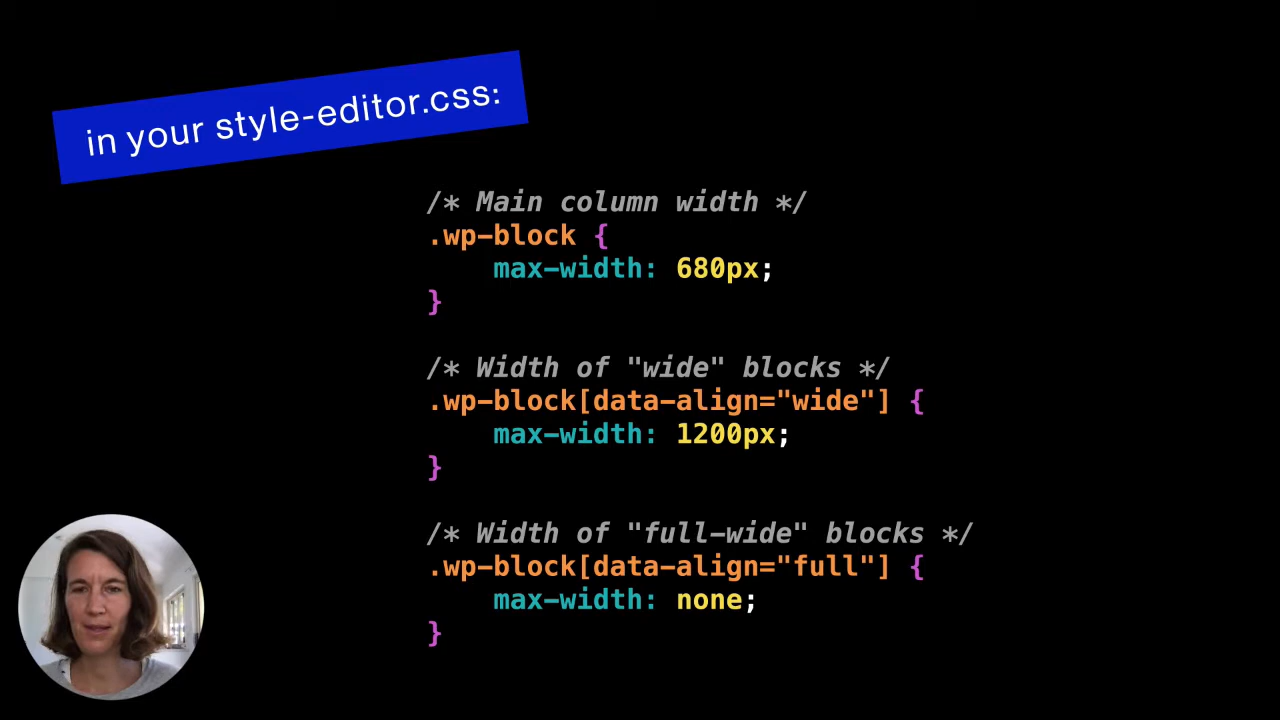 in your style-editor.css:
/* Main column width */
.wp-block {
max-width: 680px;
}
/* Width of "wide" blocks */
.wp-block[data-align="wide"] {
max-width: 1200px;
}
/* Width of "full-wide" blocks */
.wp-block[data-align="full"] {
max-width: none;
}